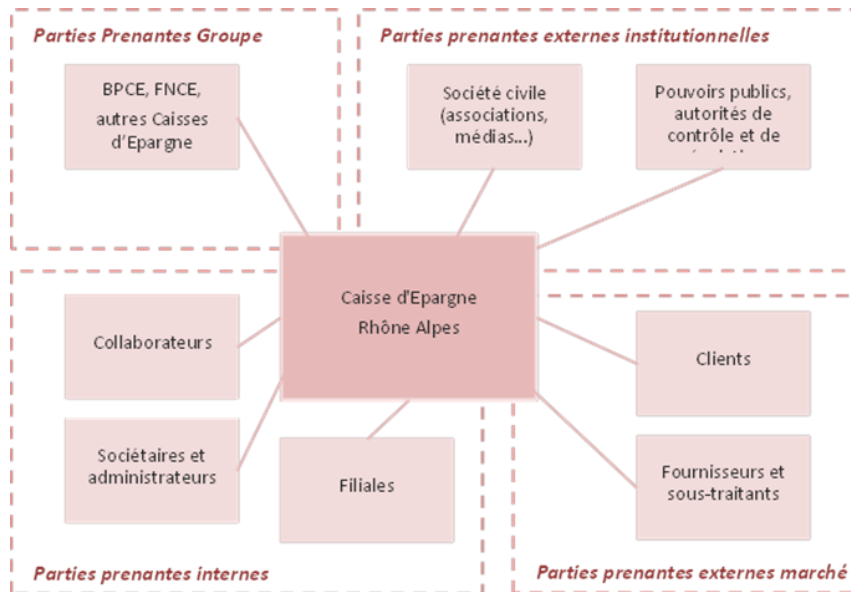 Parties Prenantes Groupe
BPCE, FNCE,
autres Caisses
d'Epargne
Parties prenantes externes institutionnelles
Société civile
(associations,
médias...)
Pouvoirs publics,
autorités de
contrôle et de
Caisse d'Epargne
Rhône Alpes
Collaborateurs
Sociétaires et
administrateurs
Filiales
Parties prenantes internes
Clients
Fournisseurs et
sous-traitants
Parties prenantes externes marché